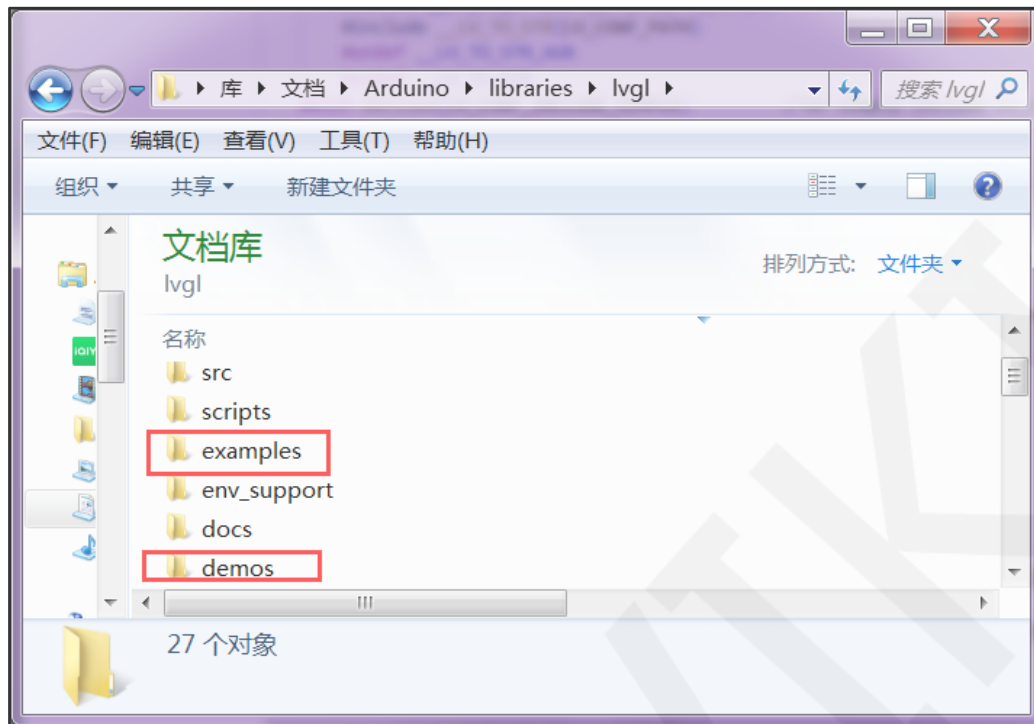 库 文档 Arduino libraries lvgl 搜索 lvgl
文件(F) 编辑(E) 查看(V) 工具(T) 帮助(H)
组织 共享 新建文件夹
文档库
lvgl
排列方式: 文件夹
名称
src
scripts
examples
env_support
docs
demos
27 个对象